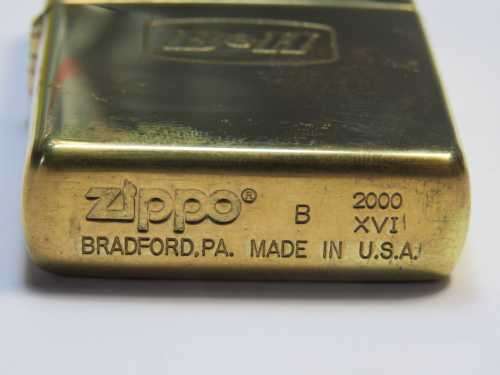 Zippo® B 2000
XVI
BRADFORD,PA. MADE IN U.S.A.